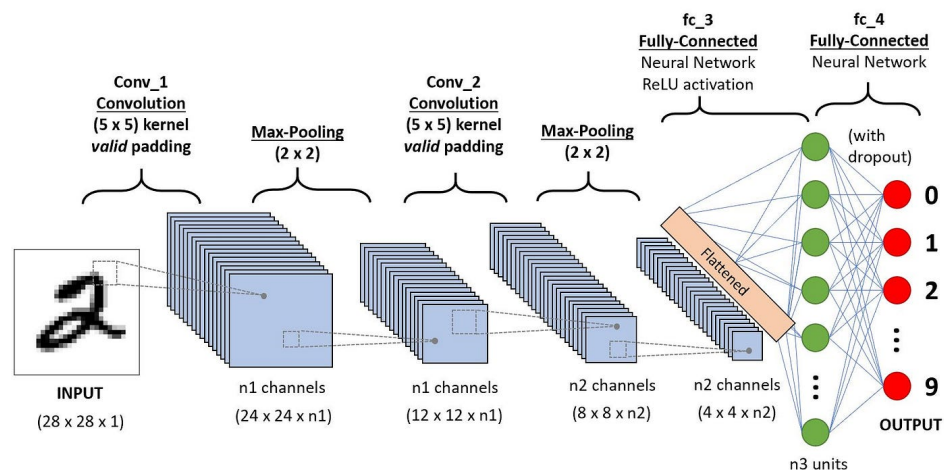 fc_3
Fully-Connected
Neural Network
ReLU activation
fc_4
Fully-Connected
Neural Network
Conv_1
Convolution
(5 x 5) kernel
valid padding
Max-Pooling
(2 x 2)
Conv_2
Convolution
(5 x 5) kernel
valid padding
Max-Pooling
(2 x 2)
(with
dropout)
Flattened
0
1
2
9
INPUT
(28 x 28 x 1)
n1 channels
(24 x 24 x n1)
n1 channels
(12 x 12 x n1)
n2 channels
(8 x 8 x n2)
n2 channels
(4 x 4 x n2)
OUTPUT
n3 units